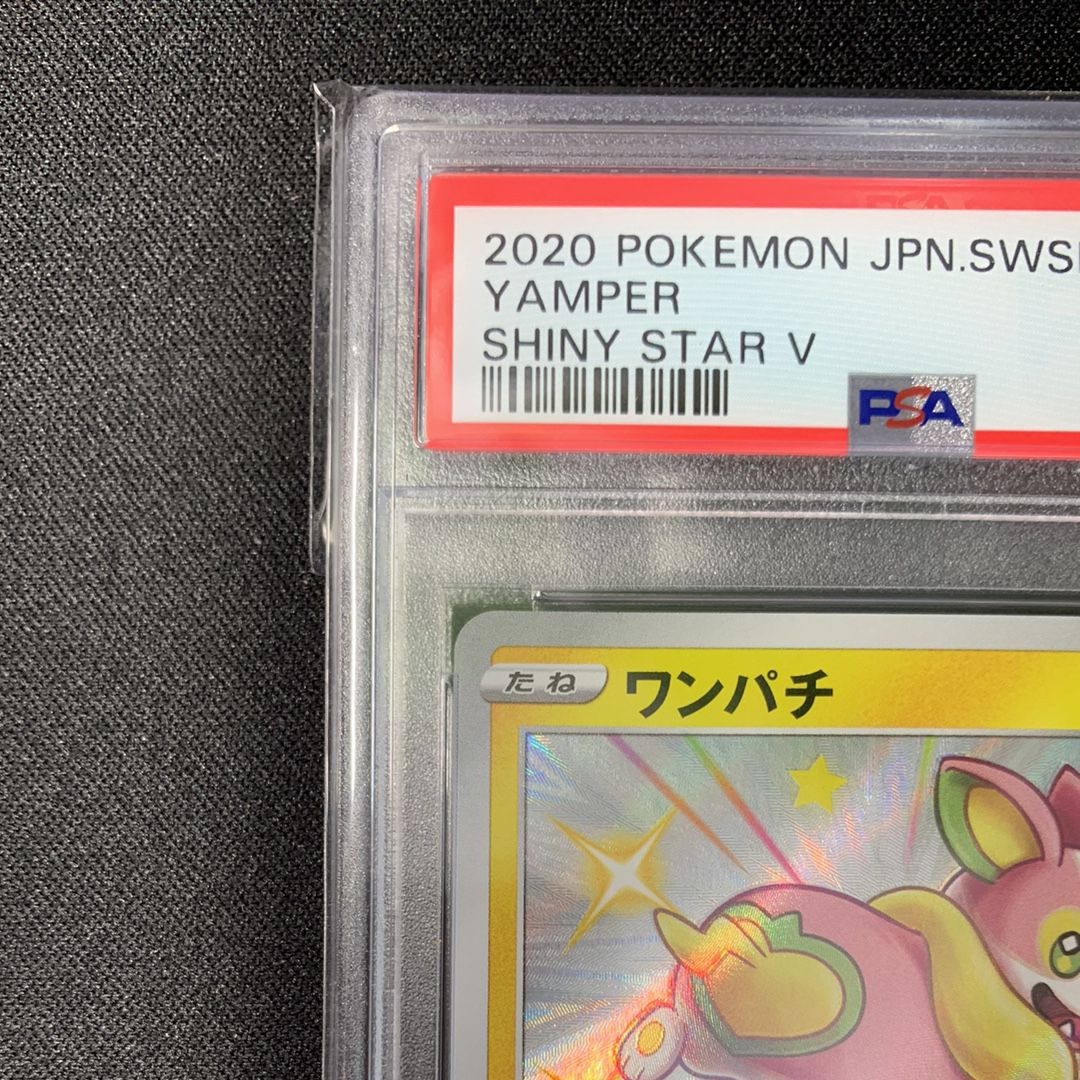 2020 POKEMON JPN.SWS
YAMPER
SHINY STAR V
PSA
たね ワンパチ